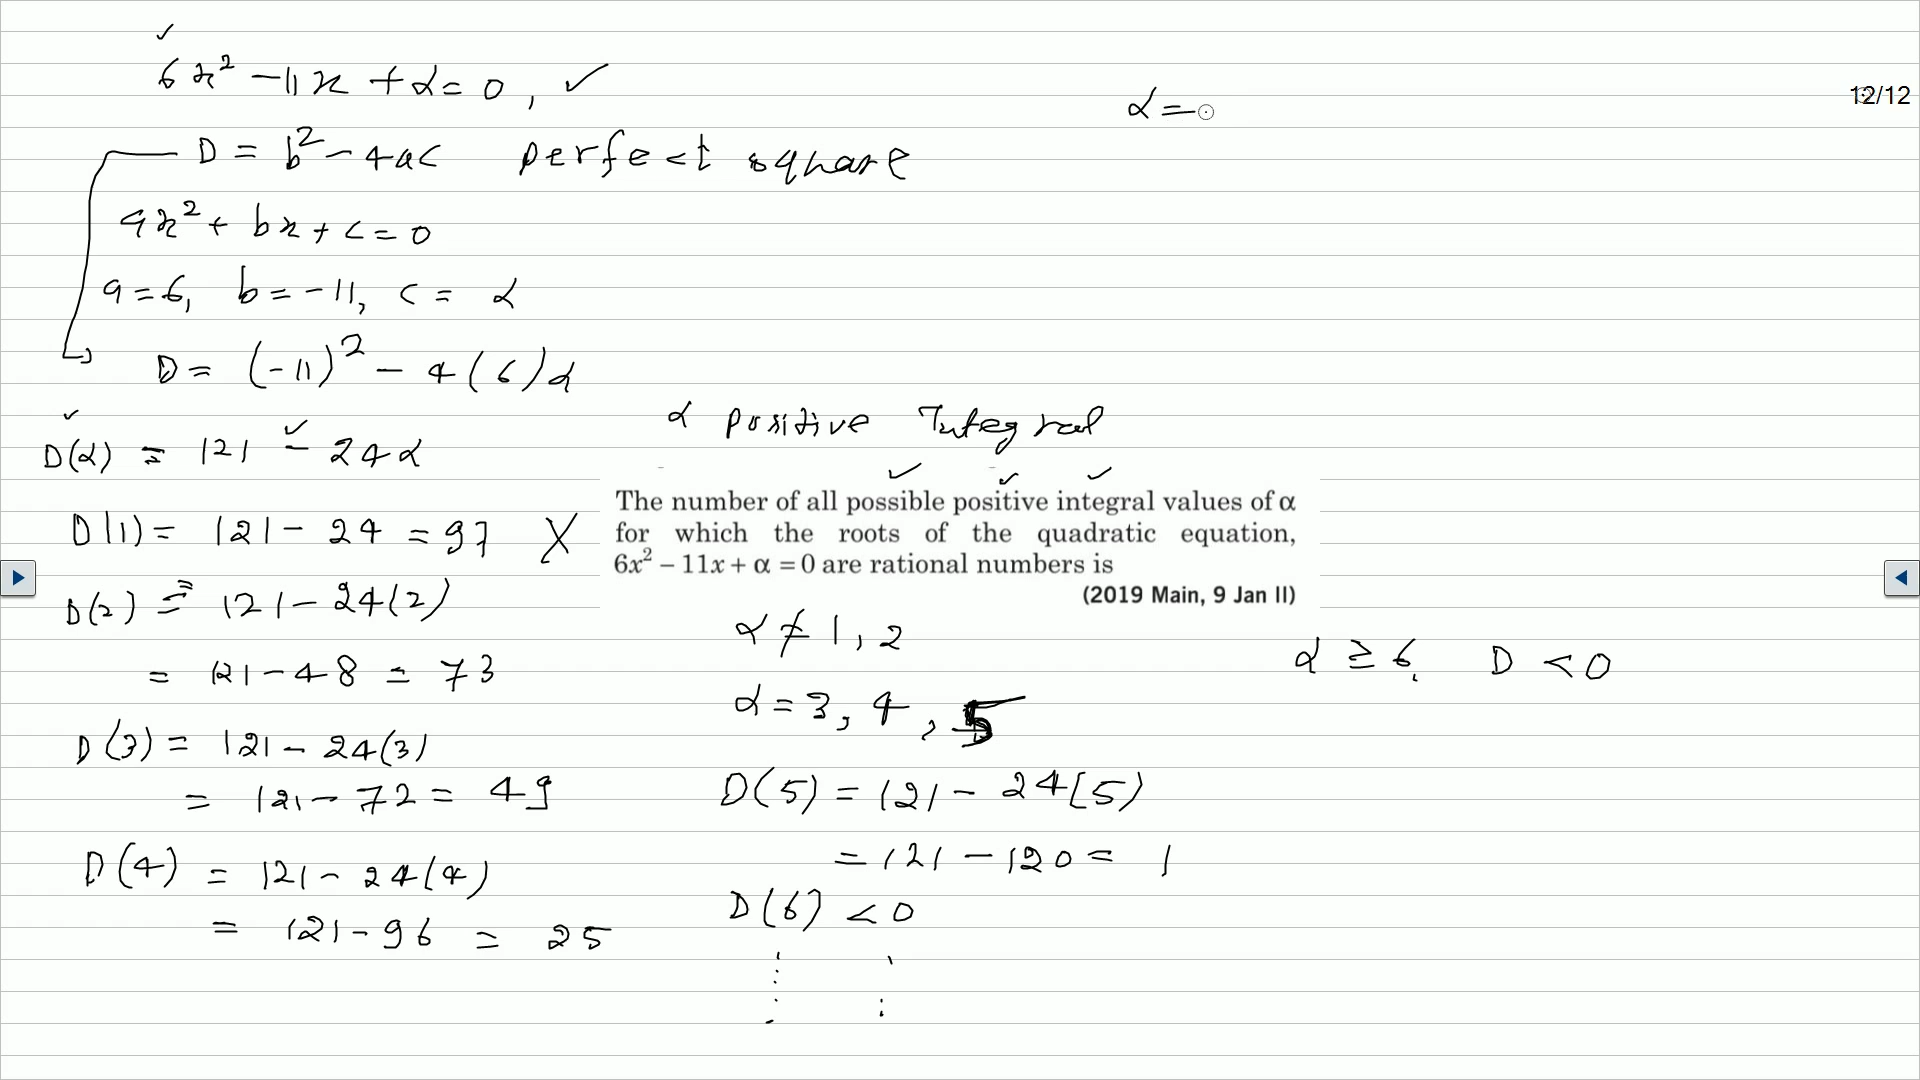 6x² - 11x + α = 0 , ✓
D = b² - 4ac perfect square
ax² + bx + c = 0
a = 6, b = -11, c = α
D = (-11)² - 4(6)α
D(α) = 121 - 24α
D(1) = 121 - 24 = 97 X
D(2) = 121 - 24(2)
= 121 - 48 = 73
D(3) = 121 - 24(3)
= 121 - 72 = 49
D(4) = 121 - 24(4)
= 121 - 96 = 25
α positive Integral
The number of all possible positive integral values of α
for which the roots of the quadratic equation,
6x² – 11x + α = 0 are rational numbers is
(2019 Main, 9 Jan II)
α ≠ 1, 2
α = 3, 4, 5
D(5) = 121 - 24(5)
= 121 - 120 = 1
D(6) < 0
α =
α ≥ 6, D < 0
12/12